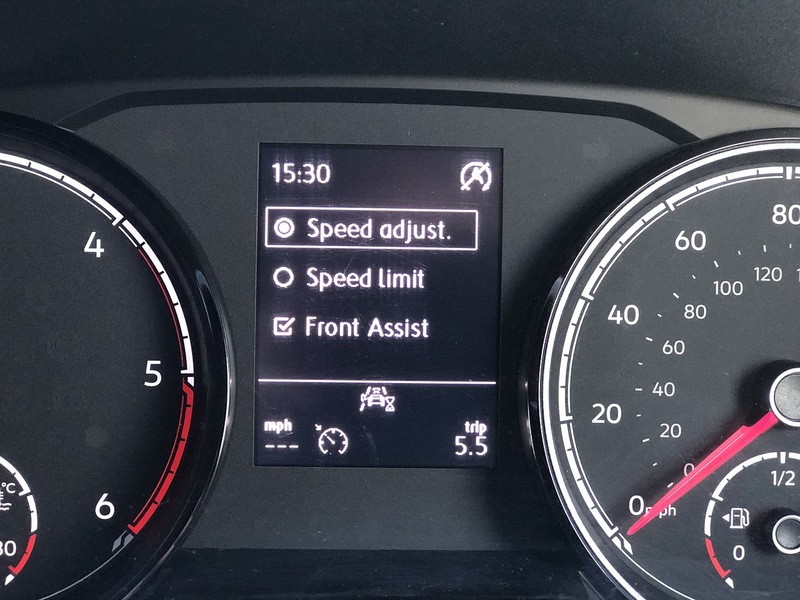 15:30
Speed adjust.
Speed limit
Front Assist
mph
trip
---
5.5
4
5
6
°C
80
60
40
20
0
mph
120
100
80
60
40
20
0
1/2
0